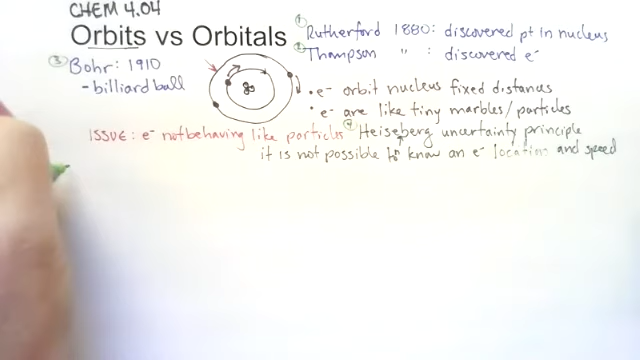 CHEM 4.04
Orbits vs Orbitals
① Rutherford 1880: discovered p+ in nucleus
② Thompson " : discovered e-
③ Bohr: 1910
- billiard ball
• e- orbit nucleus fixed distances
• e- are like tiny marbles/particles
ISSUE: e- not behaving like particles
④ Heiseberg uncertainty principle
n
it is not possible to know an e- location and speed